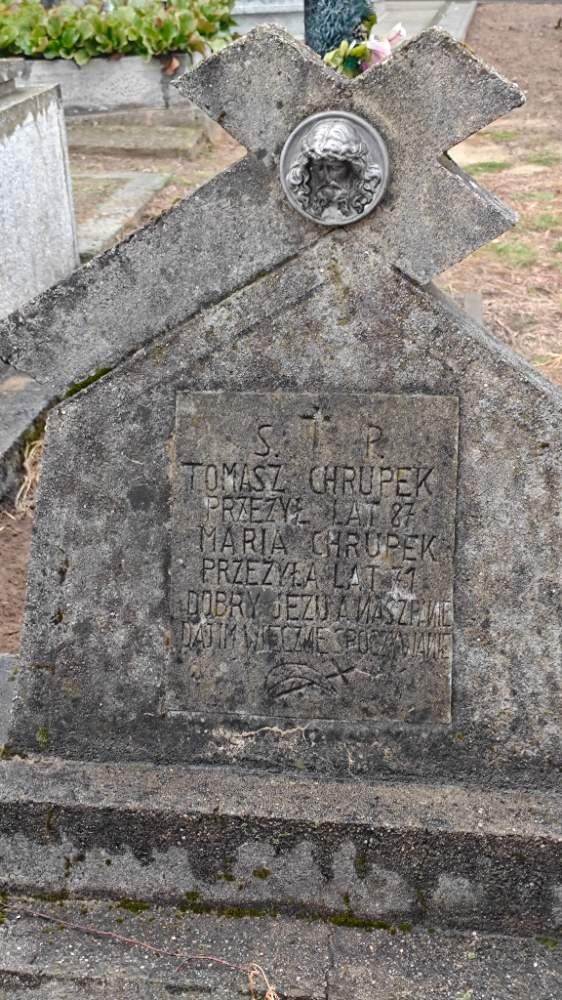 S. † P.
TOMASZ CHRUPEK
PRZEŻYŁ LAT 87
MARIA CHRUPEK
PRZEŻYŁA LAT 71
DOBRY JEZU A NASZ PANIE
DAJ IM WIECZNE SPOCZYWANIE